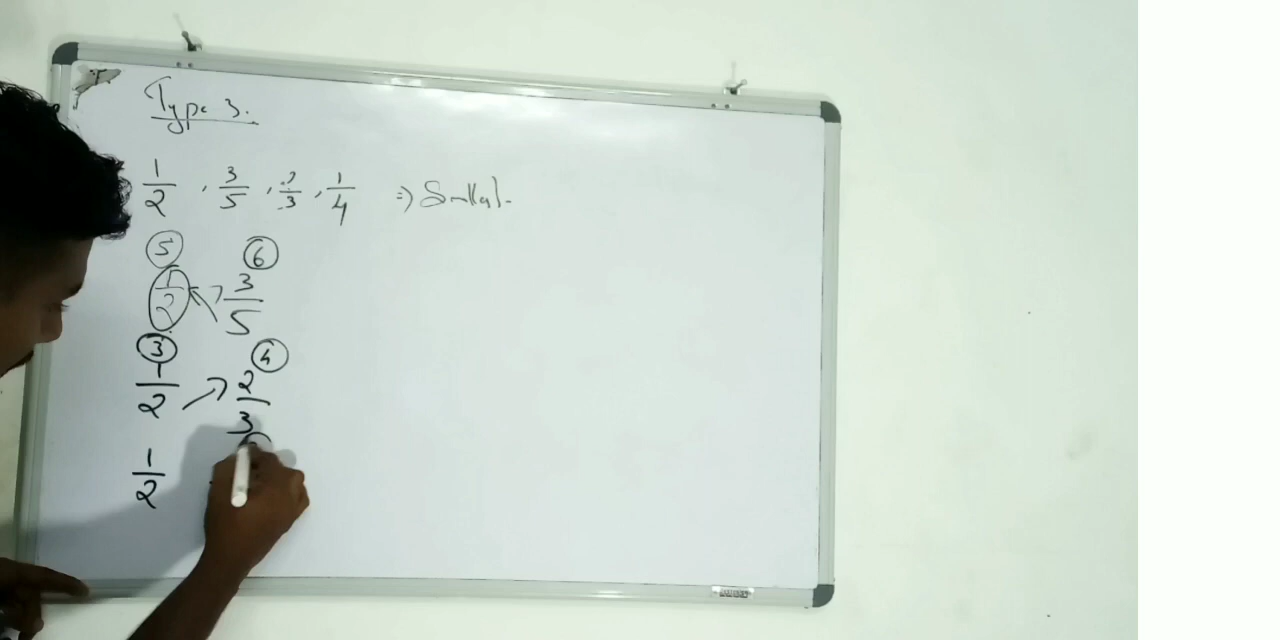 Type 3.
1/2 , 3/5 , 2/3 , 1/4 =>
5 6
1/2 3/5
3 4
1/2 2/3
1/2